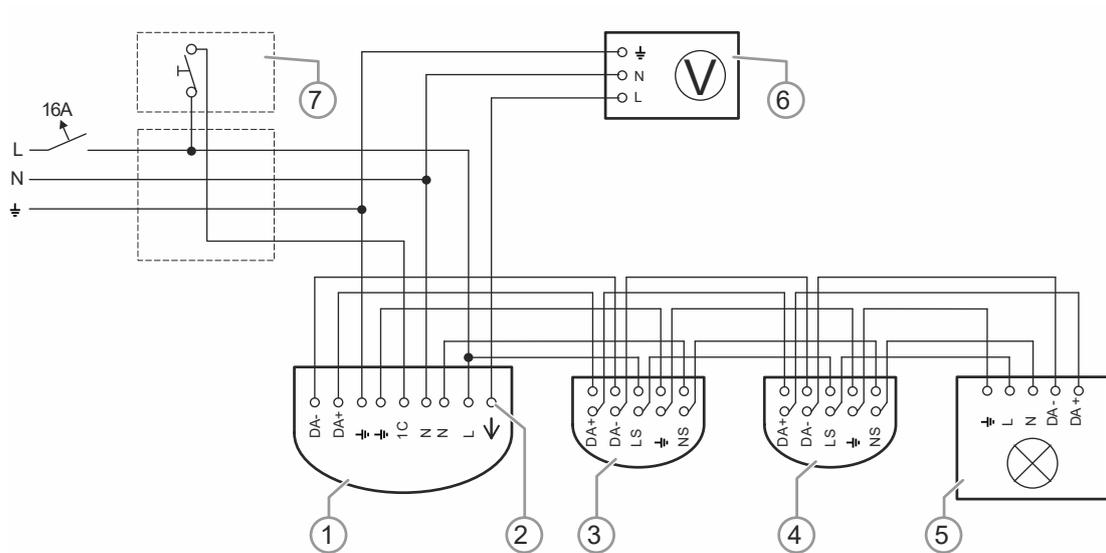 16A
L
N
⏚
7
⏚
N
L
V
6
DA-
DA+
⏚
⏚
1C
N
N
L
↓
DA+
DA-
LS
⏚
NS
DA+
DA-
LS
⏚
NS
⏚
L
N
DA-
DA+
1
2
3
4
5